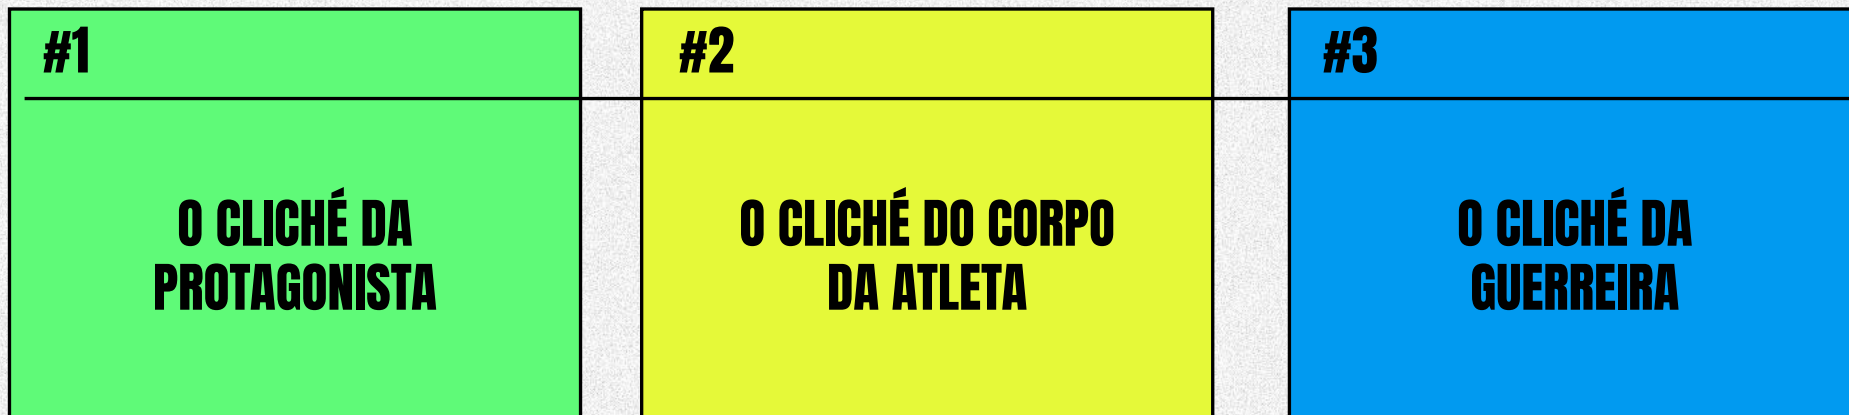 #1
O CLICHÉ DA
PROTAGONISTA
#2
O CLICHÉ DO CORPO
DA ATLETA
#3
O CLICHÉ DA
GUERREIRA